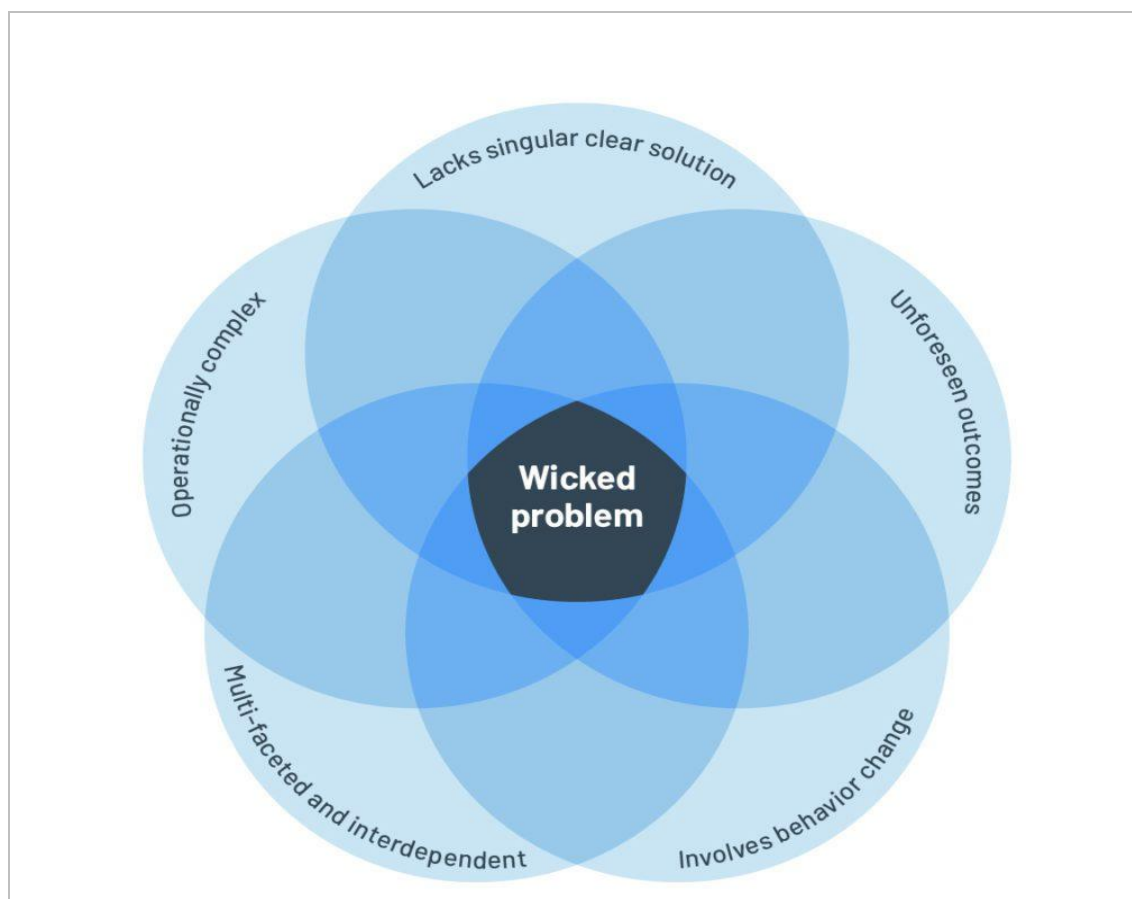 Lacks singular clear solution
Operationally complex
Unforeseen outcomes
Wicked
problem
Multi-faceted and interdependent
Involves behavior change